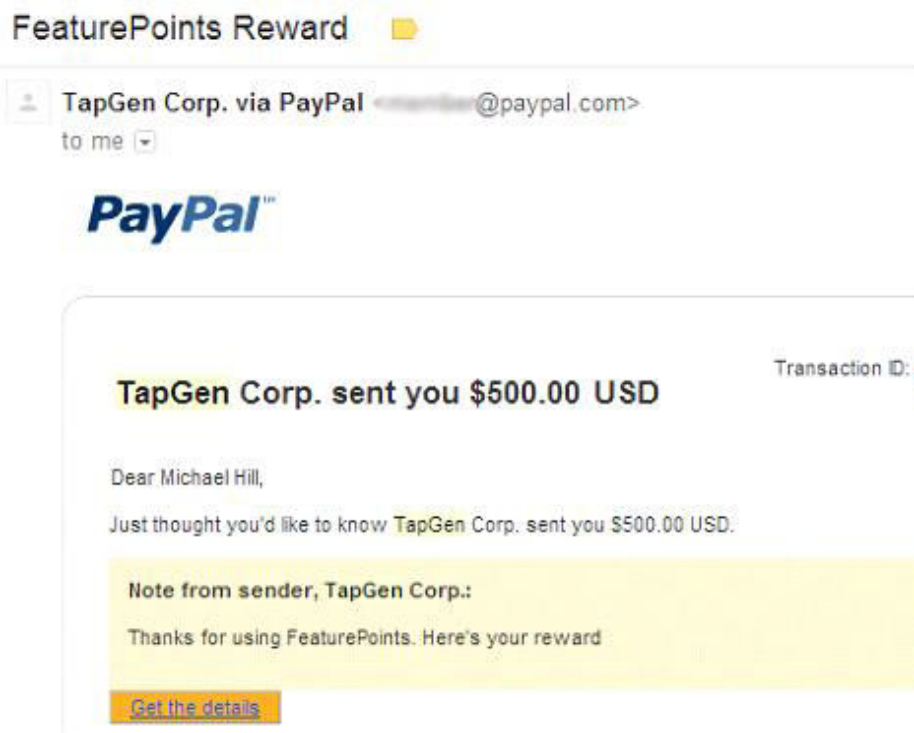 FeaturePoints Reward
TapGen Corp. via PayPal < @paypal.com>
to me
PayPal™
Transaction ID:
TapGen Corp. sent you $500.00 USD
Dear Michael Hill,
Just thought you'd like to know TapGen Corp. sent you $500.00 USD.
Note from sender, TapGen Corp.:
Thanks for using FeaturePoints. Here's your reward
Get the details